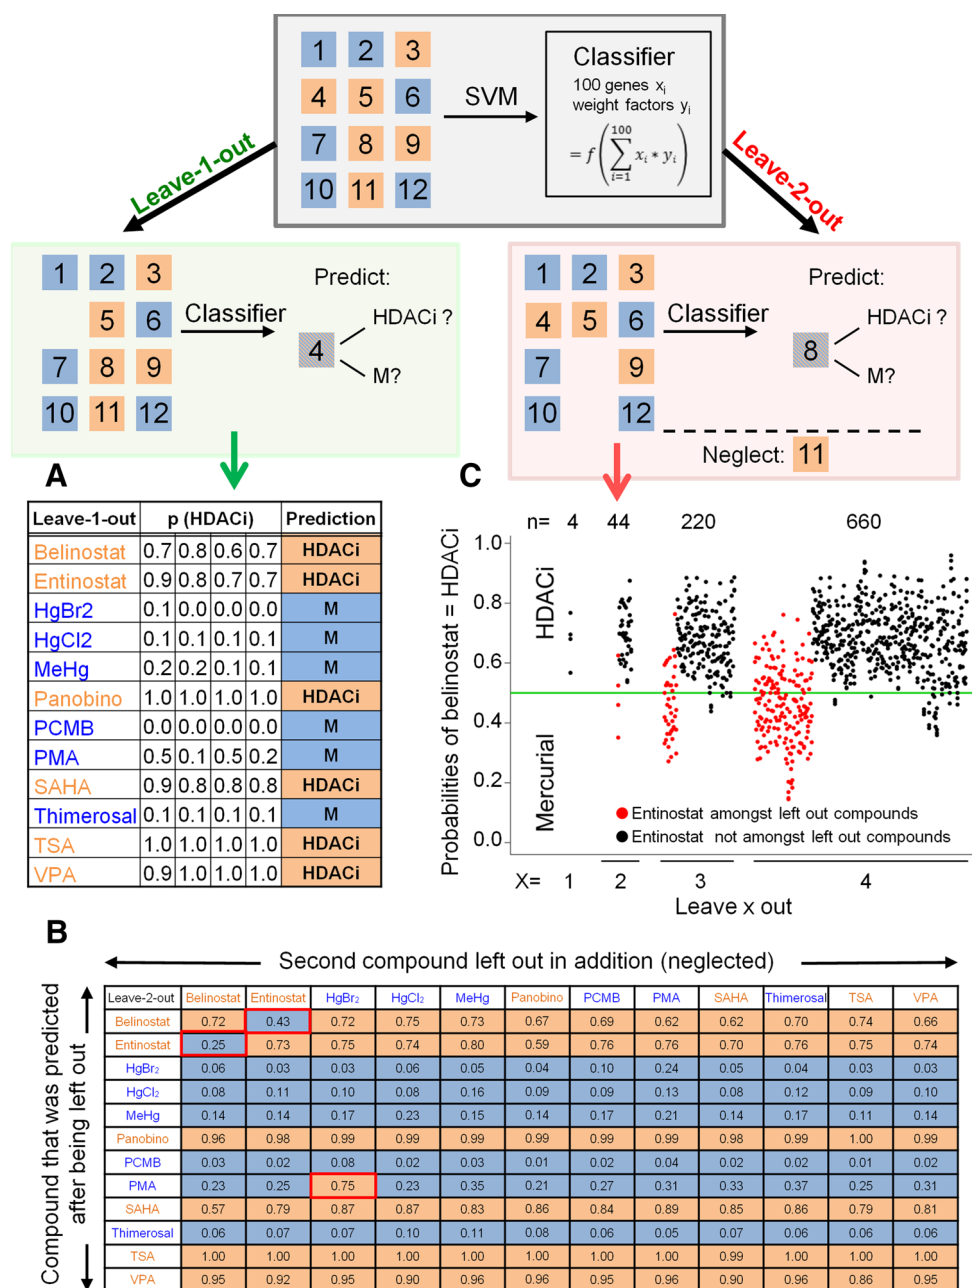 1 2 3
4 5 6
7 8 9
10 11 12
SVM
Classifier
100 genes xi
weight factors yi
= f(∑ i=1 100 xi * yi)
Leave-1-out
Leave-2-out
1 2 3
5 6
7 8 9
10 11 12
Classifier
Predict:
4
HDACi ?
M?
1 2 3
4 5 6
7 9
10 12
Classifier
Predict:
8
HDACi ?
M?
Neglect: 11
A
Leave-1-out p (HDACi) Prediction
Belinostat 0.7 0.8 0.6 0.7 HDACi
Entinostat 0.9 0.8 0.7 0.7 HDACi
HgBr2 0.1 0.0 0.0 0.0 M
HgCl2 0.1 0.1 0.1 0.1 M
MeHg 0.2 0.2 0.1 0.1 M
Panobino 1.0 1.0 1.0 1.0 HDACi
PCMB 0.0 0.0 0.0 0.0 M
PMA 0.5 0.1 0.5 0.2 M
SAHA 0.9 0.8 0.8 0.8 HDACi
Thimerosal 0.1 0.1 0.1 0.1 M
TSA 1.0 1.0 1.0 1.0 HDACi
VPA 0.9 1.0 1.0 1.0 HDACi
C
n= 4 44 220 660
Probabilities of belinostat = HDACi
HDACi
Mercurial
1.0
0.8
0.6
0.4
0.2
0.0
Entinostat amongst left out compounds
Entinostat not amongst left out compounds
X= 1 2 3 4
Leave x out
B
Second compound left out in addition (neglected)
Compound that was predicted
after being left out
Leave-2-out Belinostat Entinostat HgBr2 HgCl2 MeHg Panobino PCMB PMA SAHA Thimerosal TSA VPA
Belinostat 0.72 0.43 0.72 0.75 0.73 0.67 0.69 0.62 0.62 0.70 0.74 0.66
Entinostat 0.25 0.73 0.75 0.74 0.80 0.59 0.76 0.76 0.70 0.76 0.75 0.74
HgBr2 0.06 0.03 0.03 0.06 0.05 0.04 0.10 0.24 0.05 0.04 0.03 0.03
HgCl2 0.08 0.11 0.10 0.08 0.16 0.09 0.09 0.13 0.08 0.12 0.09 0.10
MeHg 0.14 0.14 0.17 0.23 0.15 0.14 0.17 0.21 0.14 0.17 0.11 0.14
Panobino 0.96 0.98 0.99 0.99 0.99 0.99 0.99 0.99 0.98 0.99 1.00 0.99
PCMB 0.03 0.02 0.08 0.02 0.03 0.01 0.02 0.04 0.02 0.02 0.01 0.02
PMA 0.23 0.25 0.75 0.23 0.35 0.21 0.27 0.31 0.33 0.37 0.25 0.31
SAHA 0.57 0.79 0.87 0.87 0.83 0.86 0.84 0.89 0.85 0.86 0.79 0.81
Thimerosal 0.06 0.07 0.07 0.10 0.11 0.08 0.06 0.05 0.07 0.06 0.06 0.06
TSA 1.00 1.00 1.00 1.00 1.00 1.00 1.00 1.00 0.99 1.00 1.00 1.00
VPA 0.95 0.92 0.95 0.90 0.96 0.96 0.95 0.96 0.90 0.96 0.86 0.95